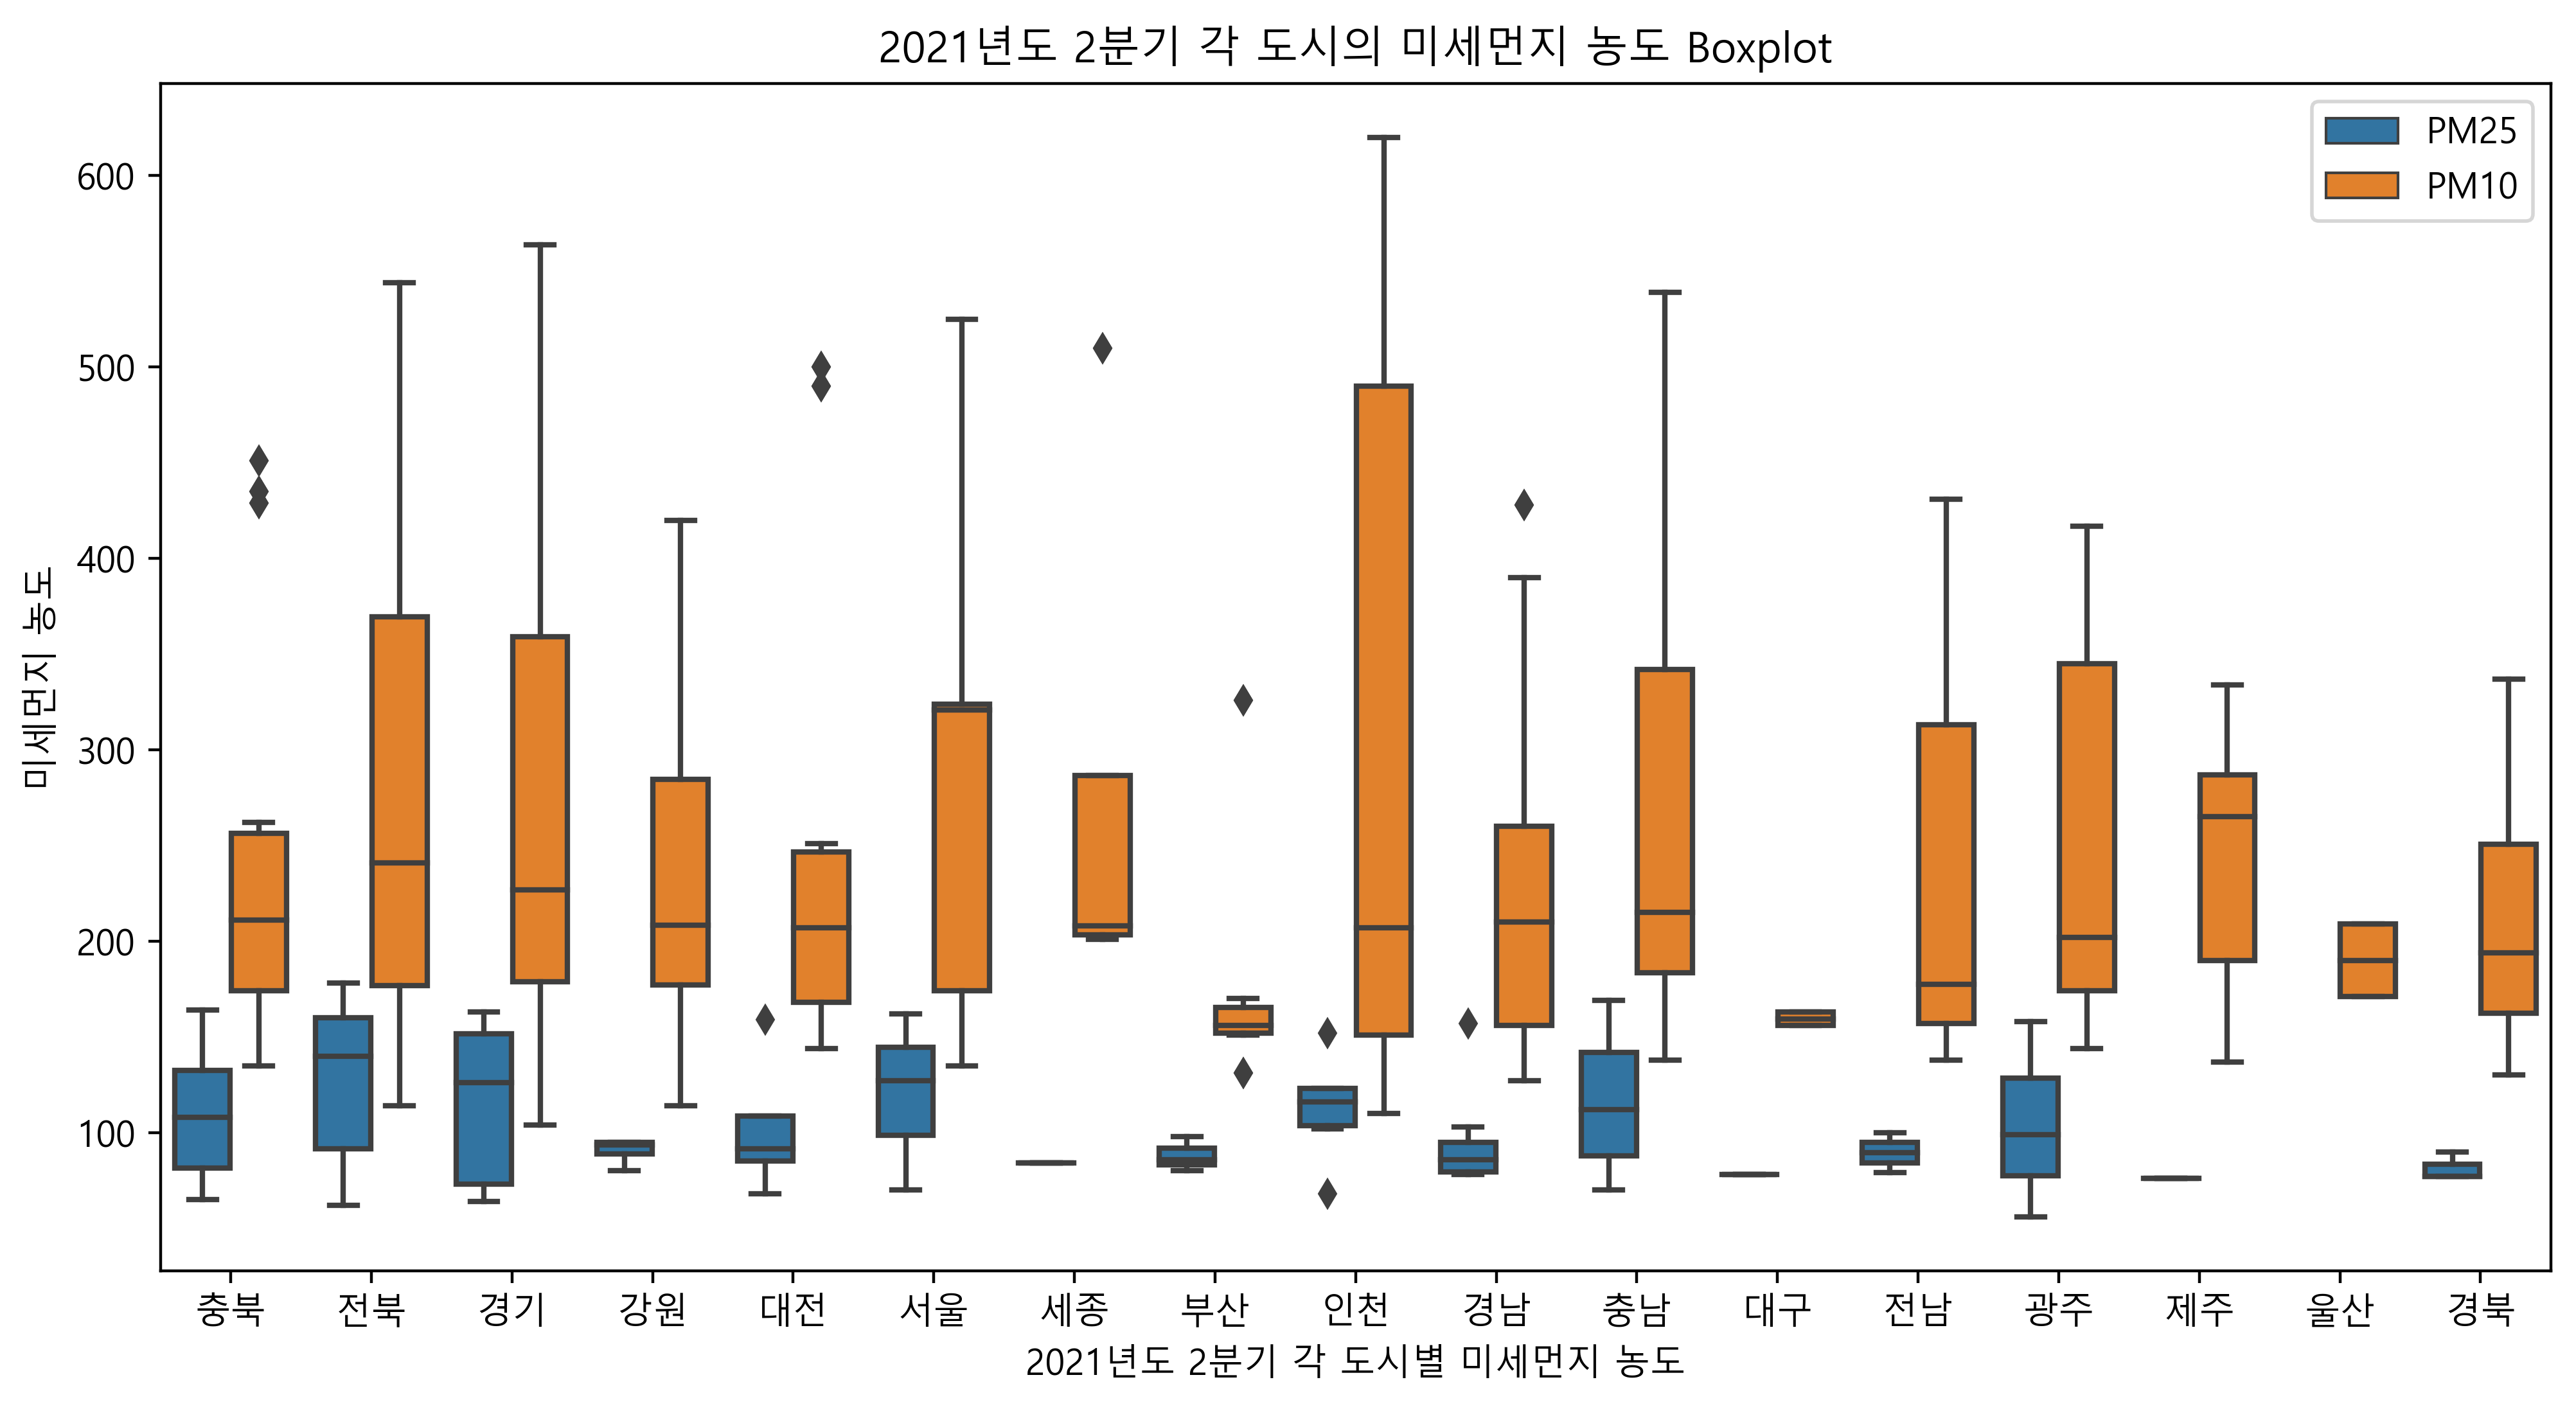 2021년도 2분기 각 도시의 미세먼지 농도 Boxplot
PM25
PM10
미세먼지 농도
600
500
400
300
200
100
충북 전북 경기 강원 대전 서울 세종 부산 인천 경남 충남 대구 전남 광주 제주 울산 경북
2021년도 2분기 각 도시별 미세먼지 농도